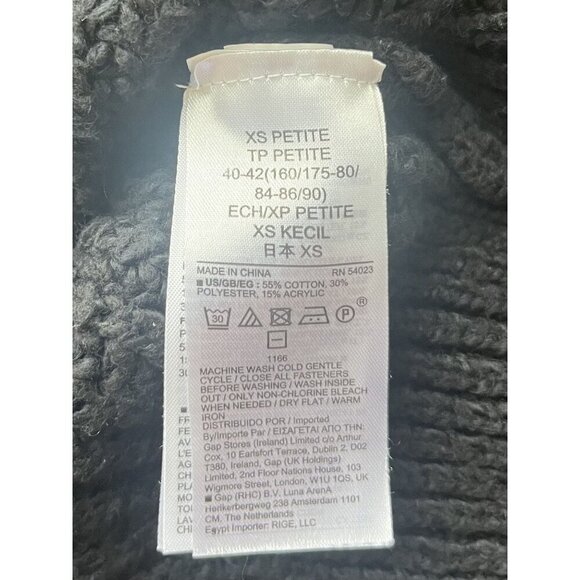 XS PETITE
TP PETITE
40-42(160/175-80/
84-86/90)
ECH/XP PETITE
XS KECIL
日本 XS
MADE IN CHINA RN 54023
■ US/GB/EG : 55% COTTON, 30%
POLYESTER, 15% ACRYLIC
30 P ®
1166
MACHINE WASH COLD GENTLE
CYCLE / CLOSE ALL FASTENERS
BEFORE WASHING / WASH INSIDE
OUT / ONLY NON-CHLORINE BLEACH
WHEN NEEDED / DRY FLAT / WARM
IRON
Produced for / Imported
By/Importe Par / ΕΙΣΑΓΕΤΑΙ ΑΠΟ ΤΗΝ:
Gap Stores (Ireland) Limited c/o Arthur
Cox, 10 Earlsfort Terrace, Dublin 2, D02
T380, Ireland, Gap (UK Holdings)
Limited, 2nd Floor Nations House, 103
Wigmore Street, London, W1U 1QS, UK
■ Gap (RHC) B.V. Luna ArenA
Herikerbergweg 238 Amsterdam 1101
CM. The Netherlands
Egypt Importer: RIGE, LLC